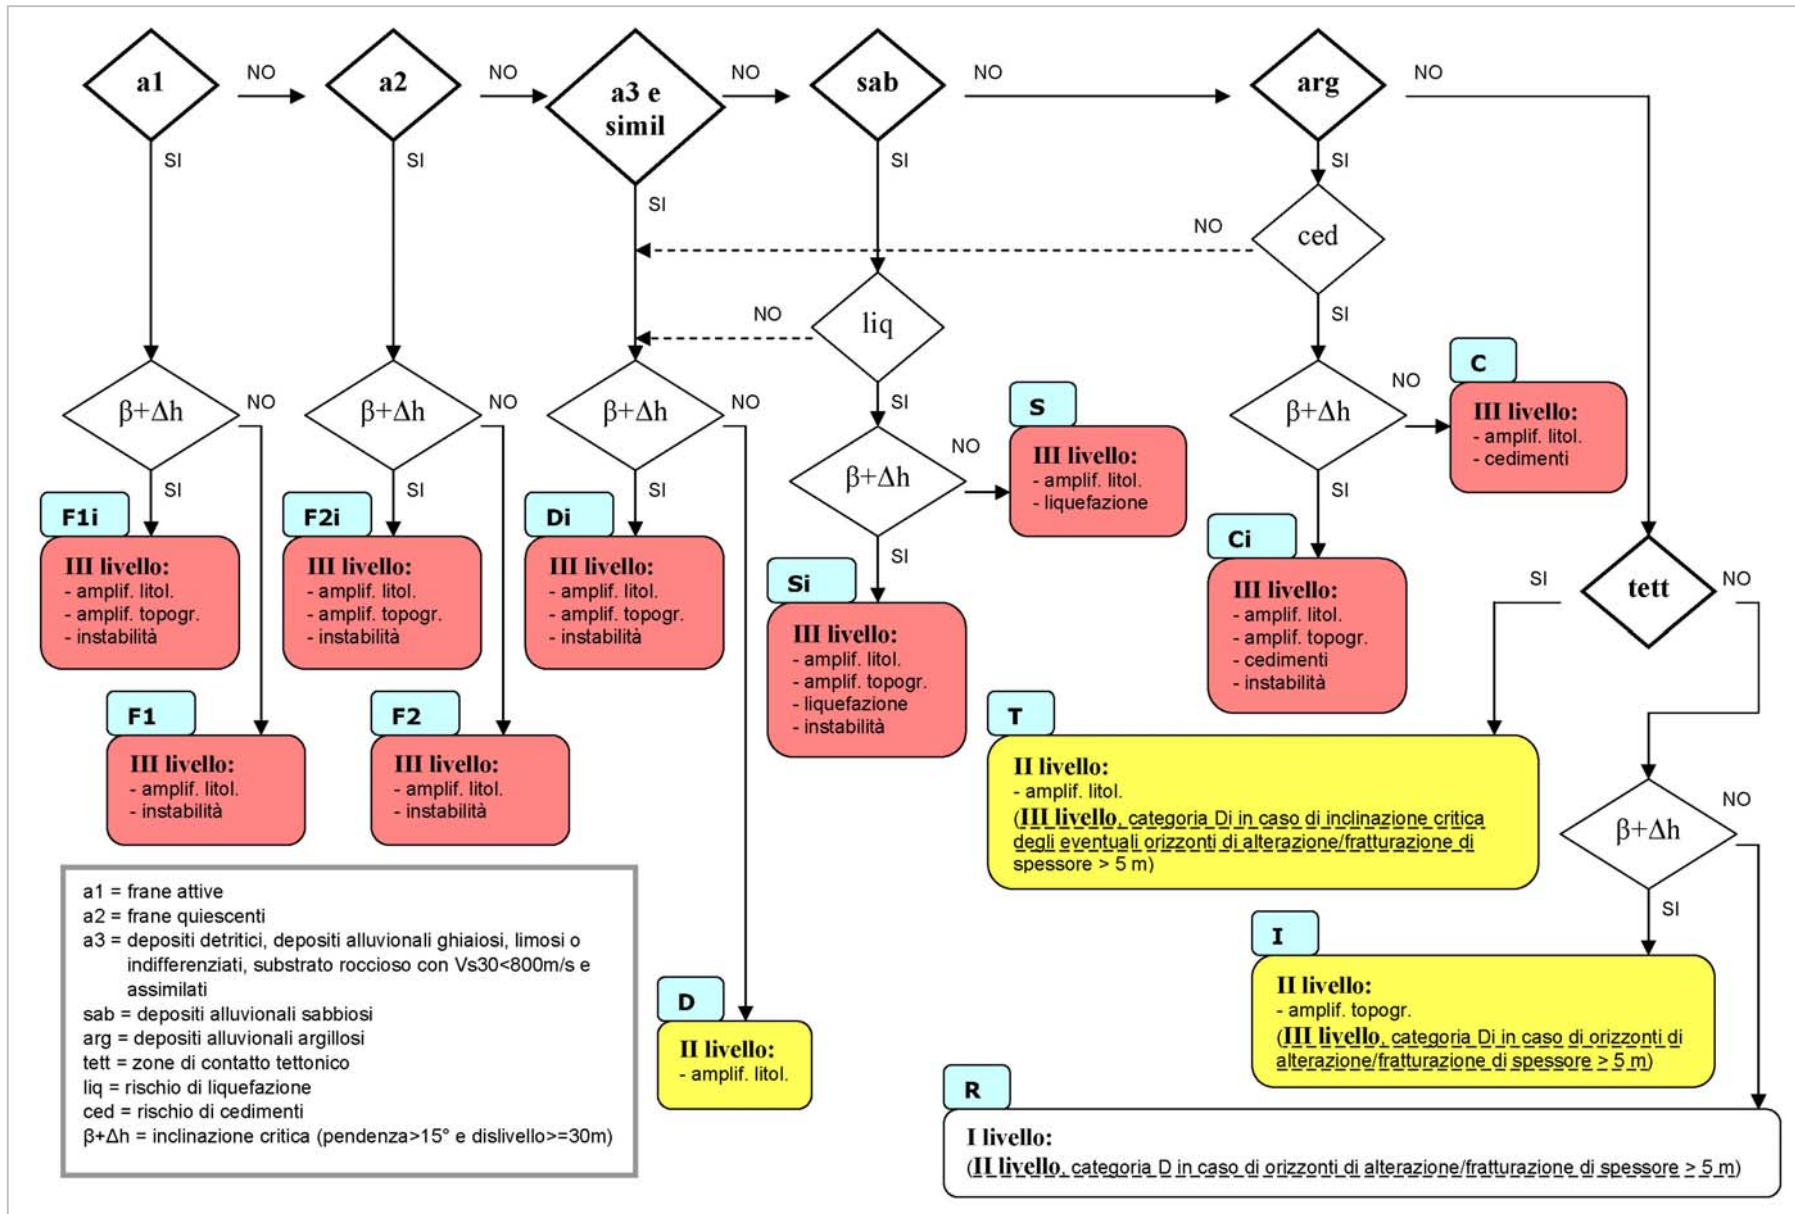 a1
NO
a2
NO
a3 e
simil
NO
sab
NO
arg
NO
SI
SI
SI
SI
SI
NO
ced
NO
liq
SI
β+Δh
NO
β+Δh
NO
β+Δh
NO
SI
β+Δh
NO
β+Δh
NO
SI
SI
SI
SI
SI
S
III livello:
- amplif. litol.
- liquefazione
C
III livello:
- amplif. litol.
- cedimenti
F1i
III livello:
- amplif. litol.
- amplif. topogr.
- instabilità
F2i
III livello:
- amplif. litol.
- amplif. topogr.
- instabilità
Di
III livello:
- amplif. litol.
- amplif. topogr.
- instabilità
Si
III livello:
- amplif. litol.
- amplif. topogr.
- liquefazione
- instabilità
Ci
III livello:
- amplif. litol.
- amplif. topogr.
- cedimenti
- instabilità
SI
tett
NO
F1
III livello:
- amplif. litol.
- instabilità
F2
III livello:
- amplif. litol.
- instabilità
T
II livello:
- amplif. litol.
(III livello, categoria Di in caso di inclinazione critica
degli eventuali orizzonti di alterazione/fratturazione di
spessore > 5 m)
β+Δh
NO
SI
a1 = frane attive
a2 = frane quiescenti
a3 = depositi detritici, depositi alluvionali ghiaiosi, limosi o
indifferenziati, substrato roccioso con Vs30<800m/s e
assimilati
sab = depositi alluvionali sabbiosi
arg = depositi alluvionali argillosi
tett = zone di contatto tettonico
liq = rischio di liquefazione
ced = rischio di cedimenti
β+Δh = inclinazione critica (pendenza>15° e dislivello>=30m)
D
II livello:
- amplif. litol.
I
II livello:
- amplif. topogr.
(III livello, categoria Di in caso di orizzonti di
alterazione/fratturazione di spessore > 5 m)
R
I livello:
(II livello, categoria D in caso di orizzonti di alterazione/fratturazione di spessore > 5 m)